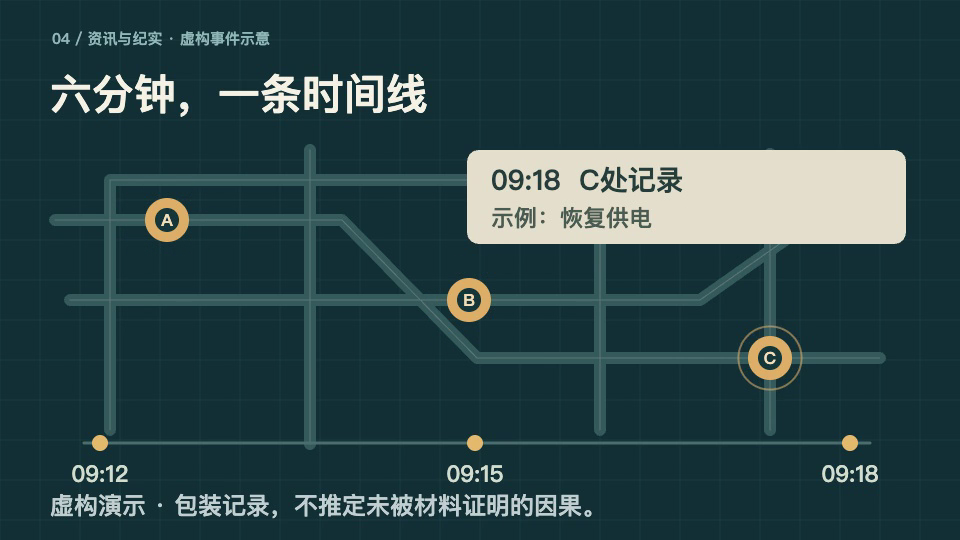 04 / 资讯与纪实 · 虚构事件示意
六分钟，一条时间线
09:18 C处记录
示例：恢复供电
A
B
C
09:12 09:15 09:18
虚构演示 · 包装记录，不推定未被材料证明的因果。